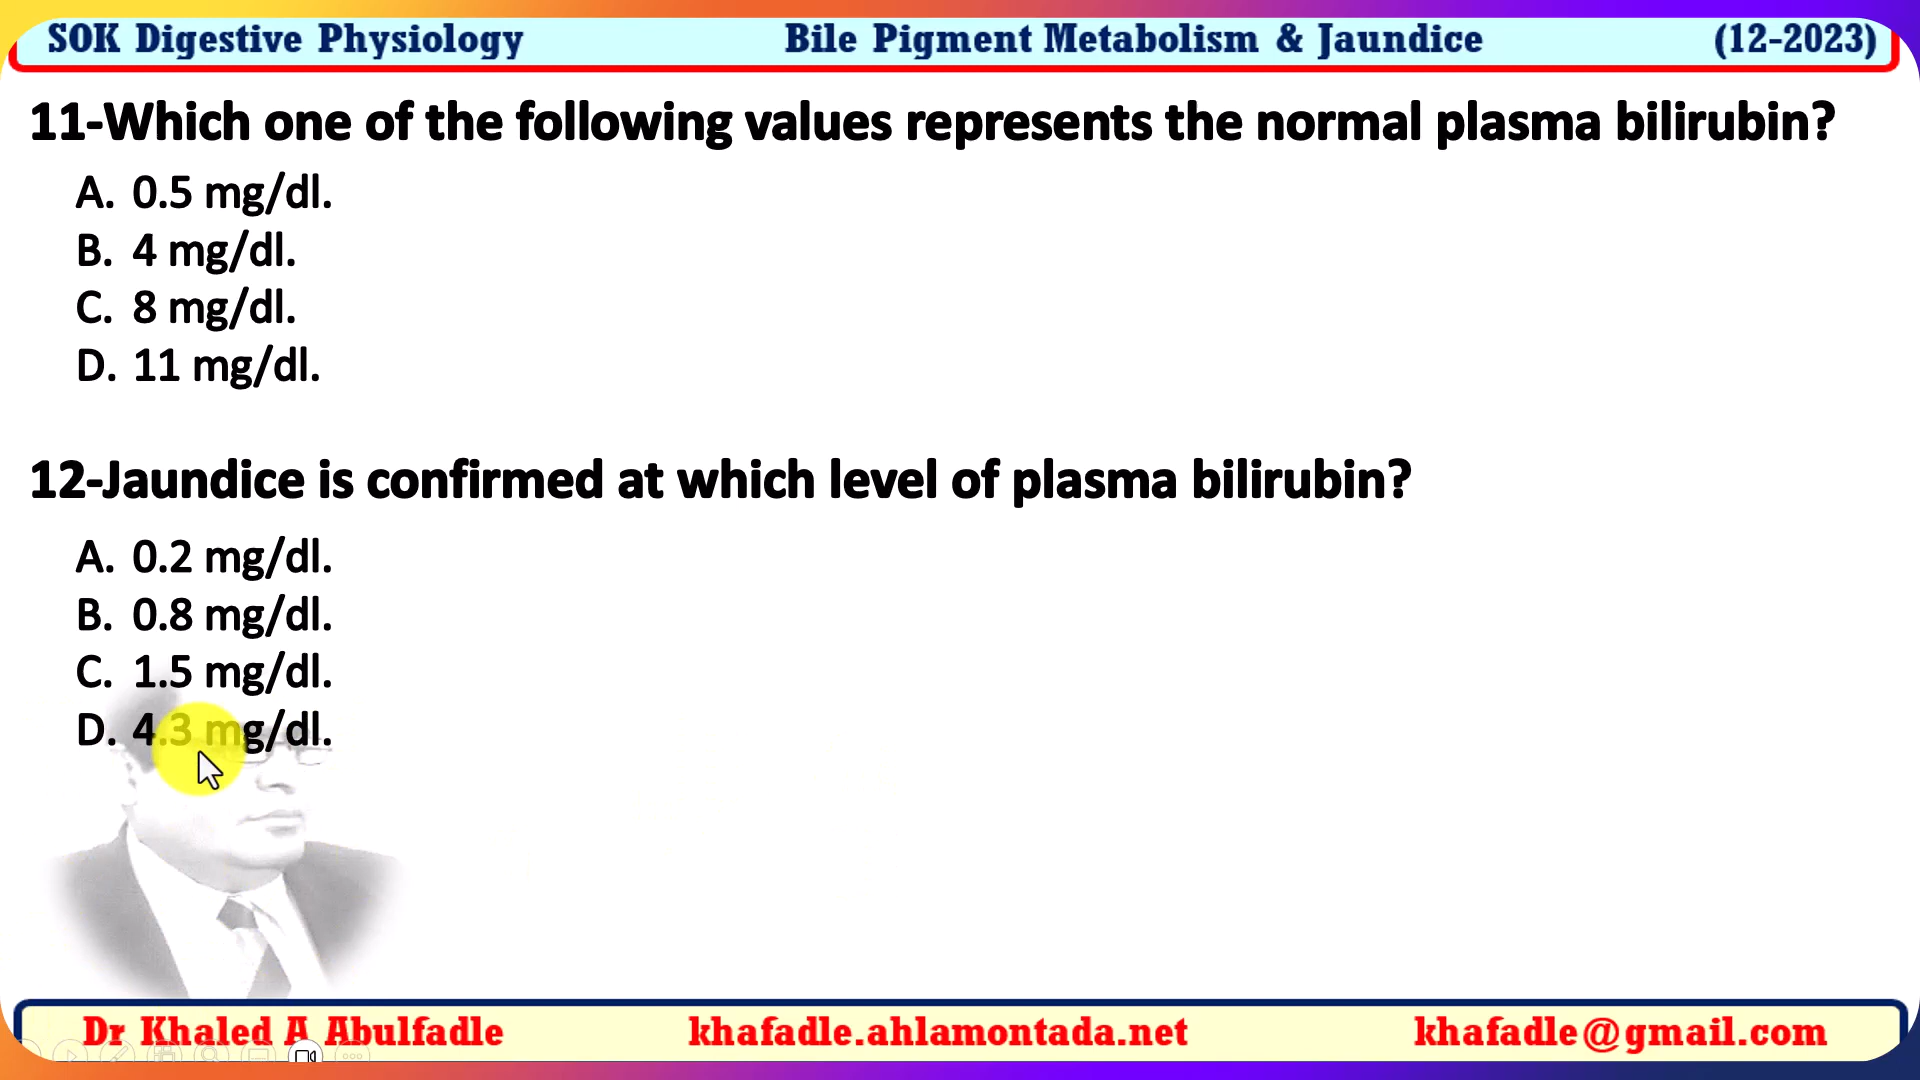 SOK Digestive Physiology Bile Pigment Metabolism & Jaundice (12-2023)
11-Which one of the following values represents the normal plasma bilirubin?
A. 0.5 mg/dl.
B. 4 mg/dl.
C. 8 mg/dl.
D. 11 mg/dl.
12-Jaundice is confirmed at which level of plasma bilirubin?
A. 0.2 mg/dl.
B. 0.8 mg/dl.
C. 1.5 mg/dl.
D. 4.3 mg/dl.
Dr Khaled A Abulfadle khafadle.ahlamontada.net khafadle@gmail.com